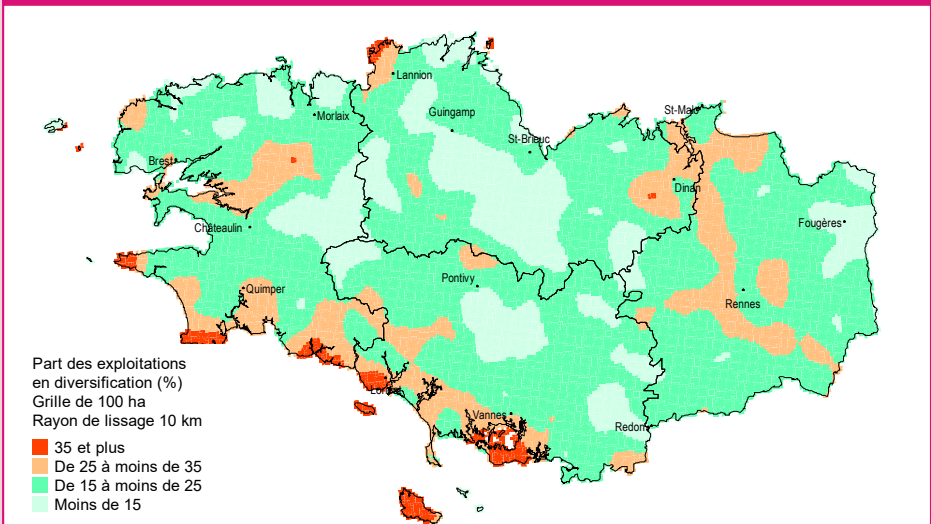 Lannion
Guingamp
Morlaix
St-Malo
St-Brieuc
Brest
Dinan
Châteaulin
Fougères
Pontivy
Quimper
Rennes
Lorient
Vannes
Redon
Part des exploitations
en diversification (%)
Grille de 100 ha
Rayon de lissage 10 km
35 et plus
De 25 à moins de 35
De 15 à moins de 25
Moins de 15